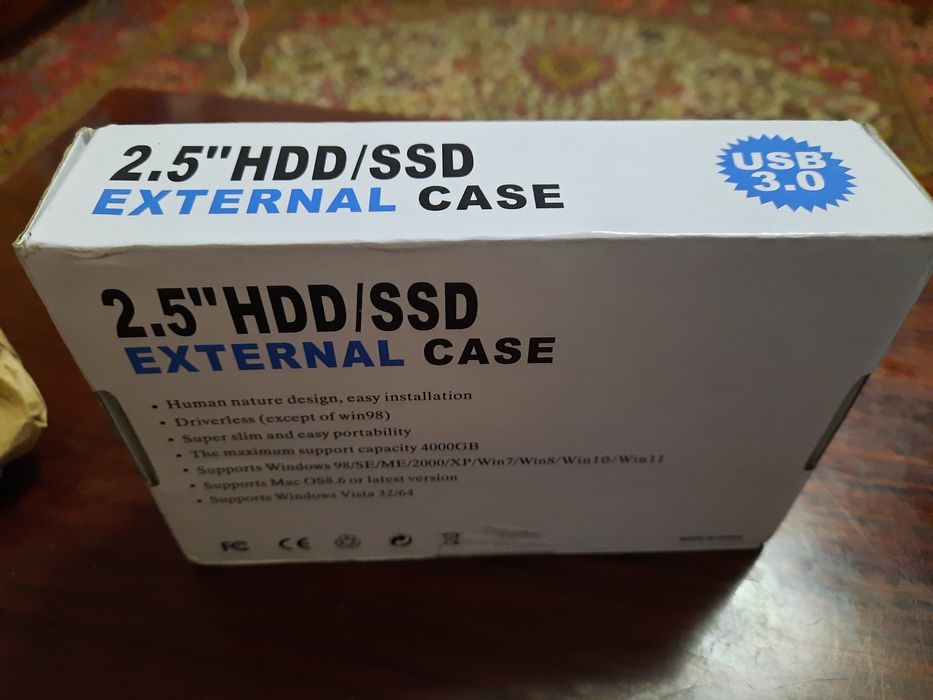 2.5"HDD/SSD
EXTERNAL CASE
USB
3.0
2.5"HDD/SSD
EXTERNAL CASE
• Human nature design, easy installation
• Driverless (except of win98)
• Super slim and easy portability
• The maximum support capacity 4000GB
• Supports Windows 98/SE/ME/2000/XP/Win7/Win8/Win10/Win11
• Supports Mac OS8.6 or latest version
• Supports Windows Vista 32/64
FC CE
MADE IN CHINA